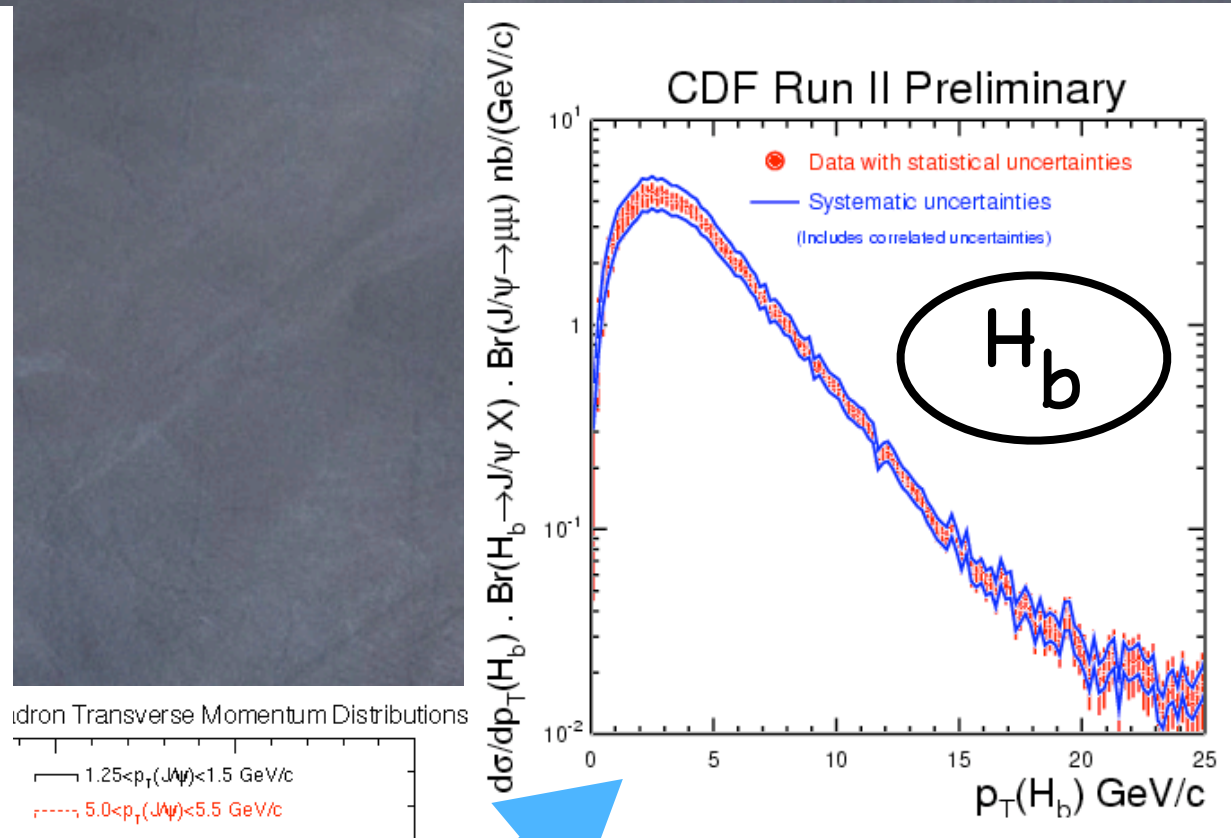 CDF Run II Preliminary
dσ/dp_T(H_b) . Br(H_b→J/ψ X) . Br(J/ψ→μμ) nb/(GeV/c)
10^1
1
10^-1
10^-2
Data with statistical uncertainties
Systematic uncertainties
(Includes correlated uncertainties)
H_b
0 5 10 15 20 25
p_T(H_b) GeV/c
Transverse Momentum Distributions
1.25<p_T(J/ψ)<1.5 GeV/c
5.0<p_T(J/ψ)<5.5 GeV/c